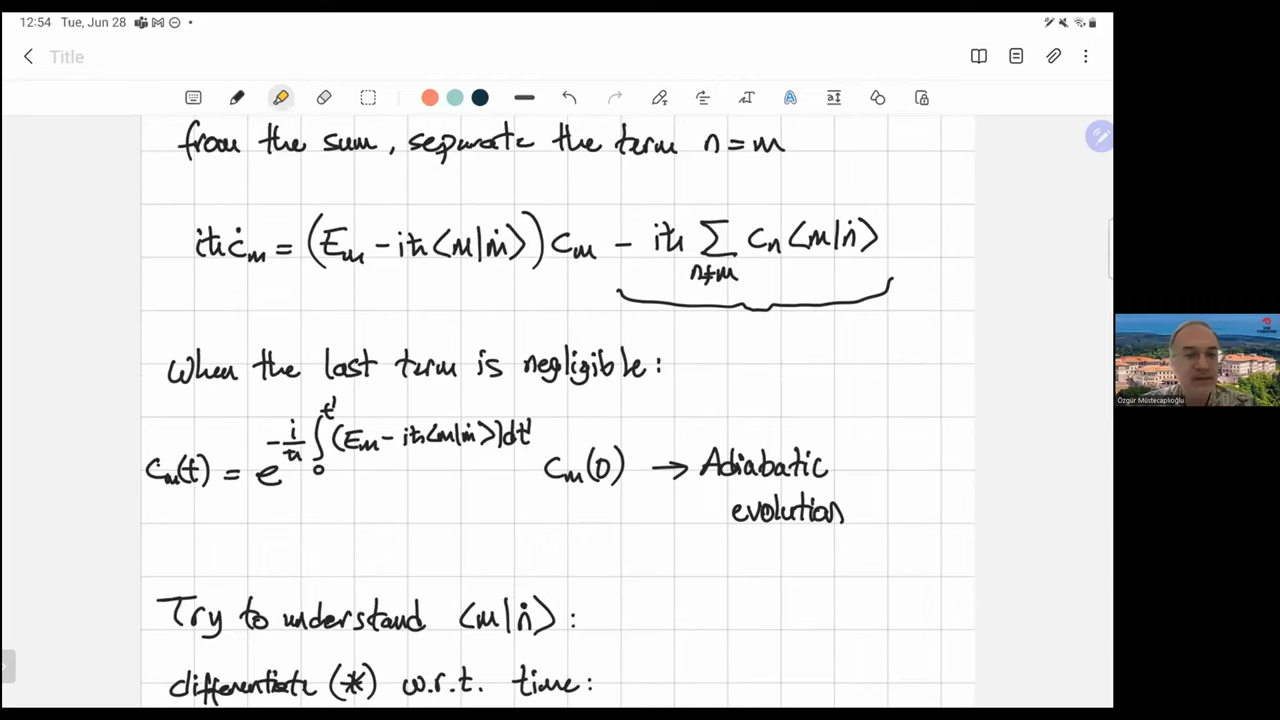 12:54 Tue, Jun 28
Title
from the sum, separate the term n = m
iħċₘ = (Eₘ - iħ⟨m|ṁ⟩) cₘ - iħ ∑ₙ≠ₘ cₙ⟨m|ṅ⟩
When the last term is negligible:
cₘ(t) = e^{-i/ħ ∫₀^{t'} (Eₘ - iħ⟨m|ṁ⟩)dt'} cₘ(0) → Adiabatic
evolution
Try to understand ⟨m|ṅ⟩:
differentiate (*) w.r.t. time:
Özgür Müstecaplıoğlu